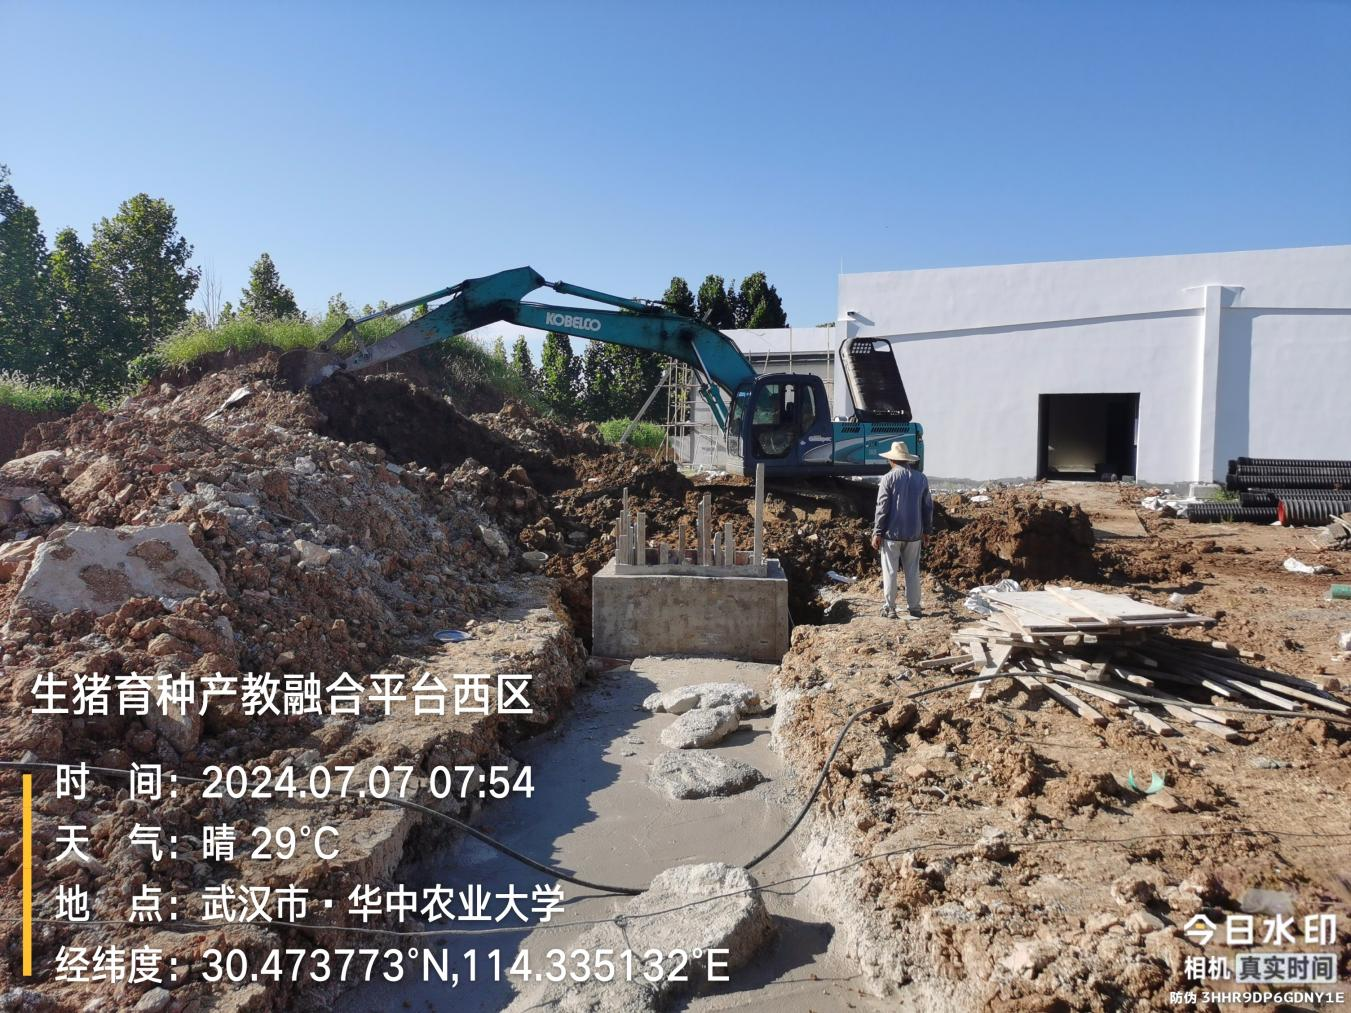 KOBELCO
生猪育种产教融合平台西区
时 间：2024.07.07 07:54
天 气：晴 29℃
地 点：武汉市·华中农业大学
经纬度：30.473773°N,114.335132°E
今日水印
相机 真实时间
防伪 3HHR9DP6GDNY1E